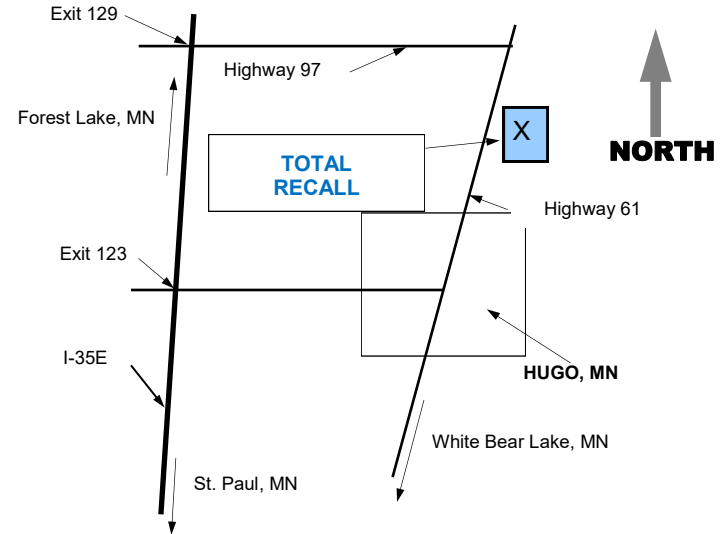 Exit 129
Highway 97
Forest Lake, MN
X
NORTH
TOTAL
RECALL
Highway 61
Exit 123
I-35E
HUGO, MN
White Bear Lake, MN
St. Paul, MN